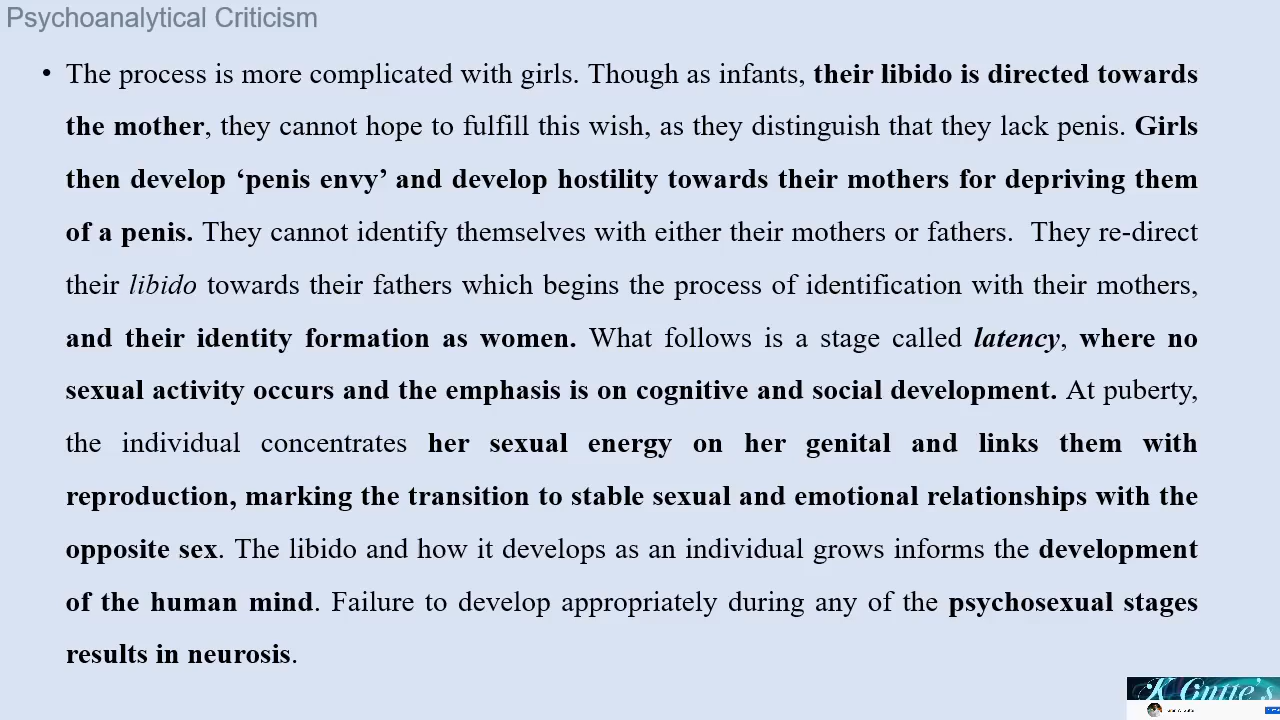 Psychoanalytical Criticism
• The process is more complicated with girls. Though as infants, their libido is directed towards
the mother, they cannot hope to fulfill this wish, as they distinguish that they lack penis. Girls
then develop ‘penis envy’ and develop hostility towards their mothers for depriving them
of a penis. They cannot identify themselves with either their mothers or fathers.  They re-direct
their libido towards their fathers which begins the process of identification with their mothers,
and their identity formation as women. What follows is a stage called latency, where no
sexual activity occurs and the emphasis is on cognitive and social development. At puberty,
the individual concentrates her sexual energy on her genital and links them with
reproduction, marking the transition to stable sexual and emotional relationships with the
opposite sex. The libido and how it develops as an individual grows informs the development
of the human mind. Failure to develop appropriately during any of the psychosexual stages
results in neurosis.
K